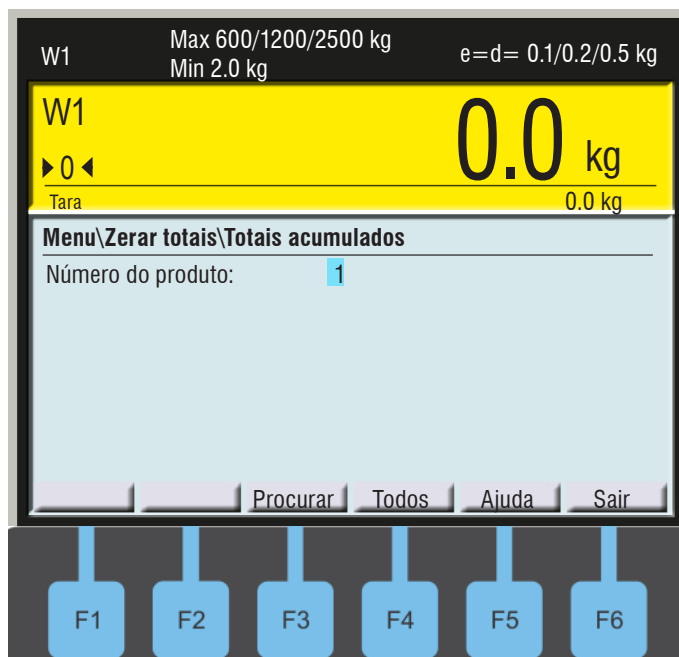 W1 Max 600/1200/2500 kg e=d= 0.1/0.2/0.5 kg
Min 2.0 kg
W1 0.0 kg
0
Tara 0.0 kg
Menu\Zerar totais\Totais acumulados
Número do produto: 1
Procurar Todos Ajuda Sair
F1 F2 F3 F4 F5 F6